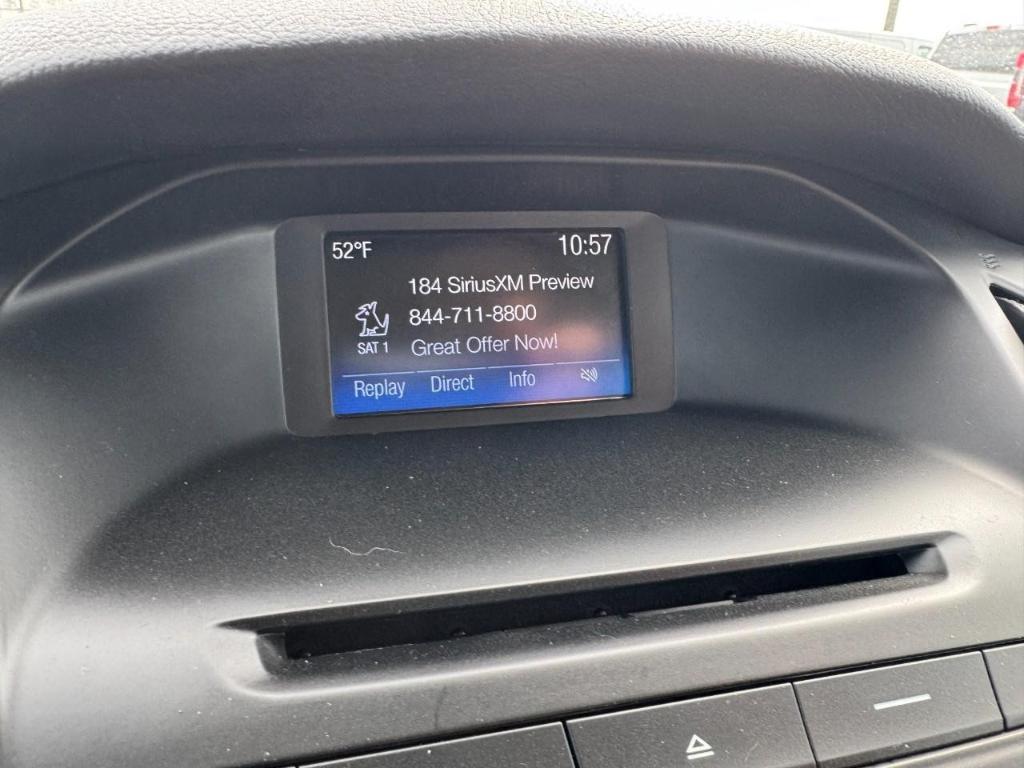 52°F 10:57
184 SiriusXM Preview
844-711-8800
SAT 1 Great Offer Now!
Replay Direct Info